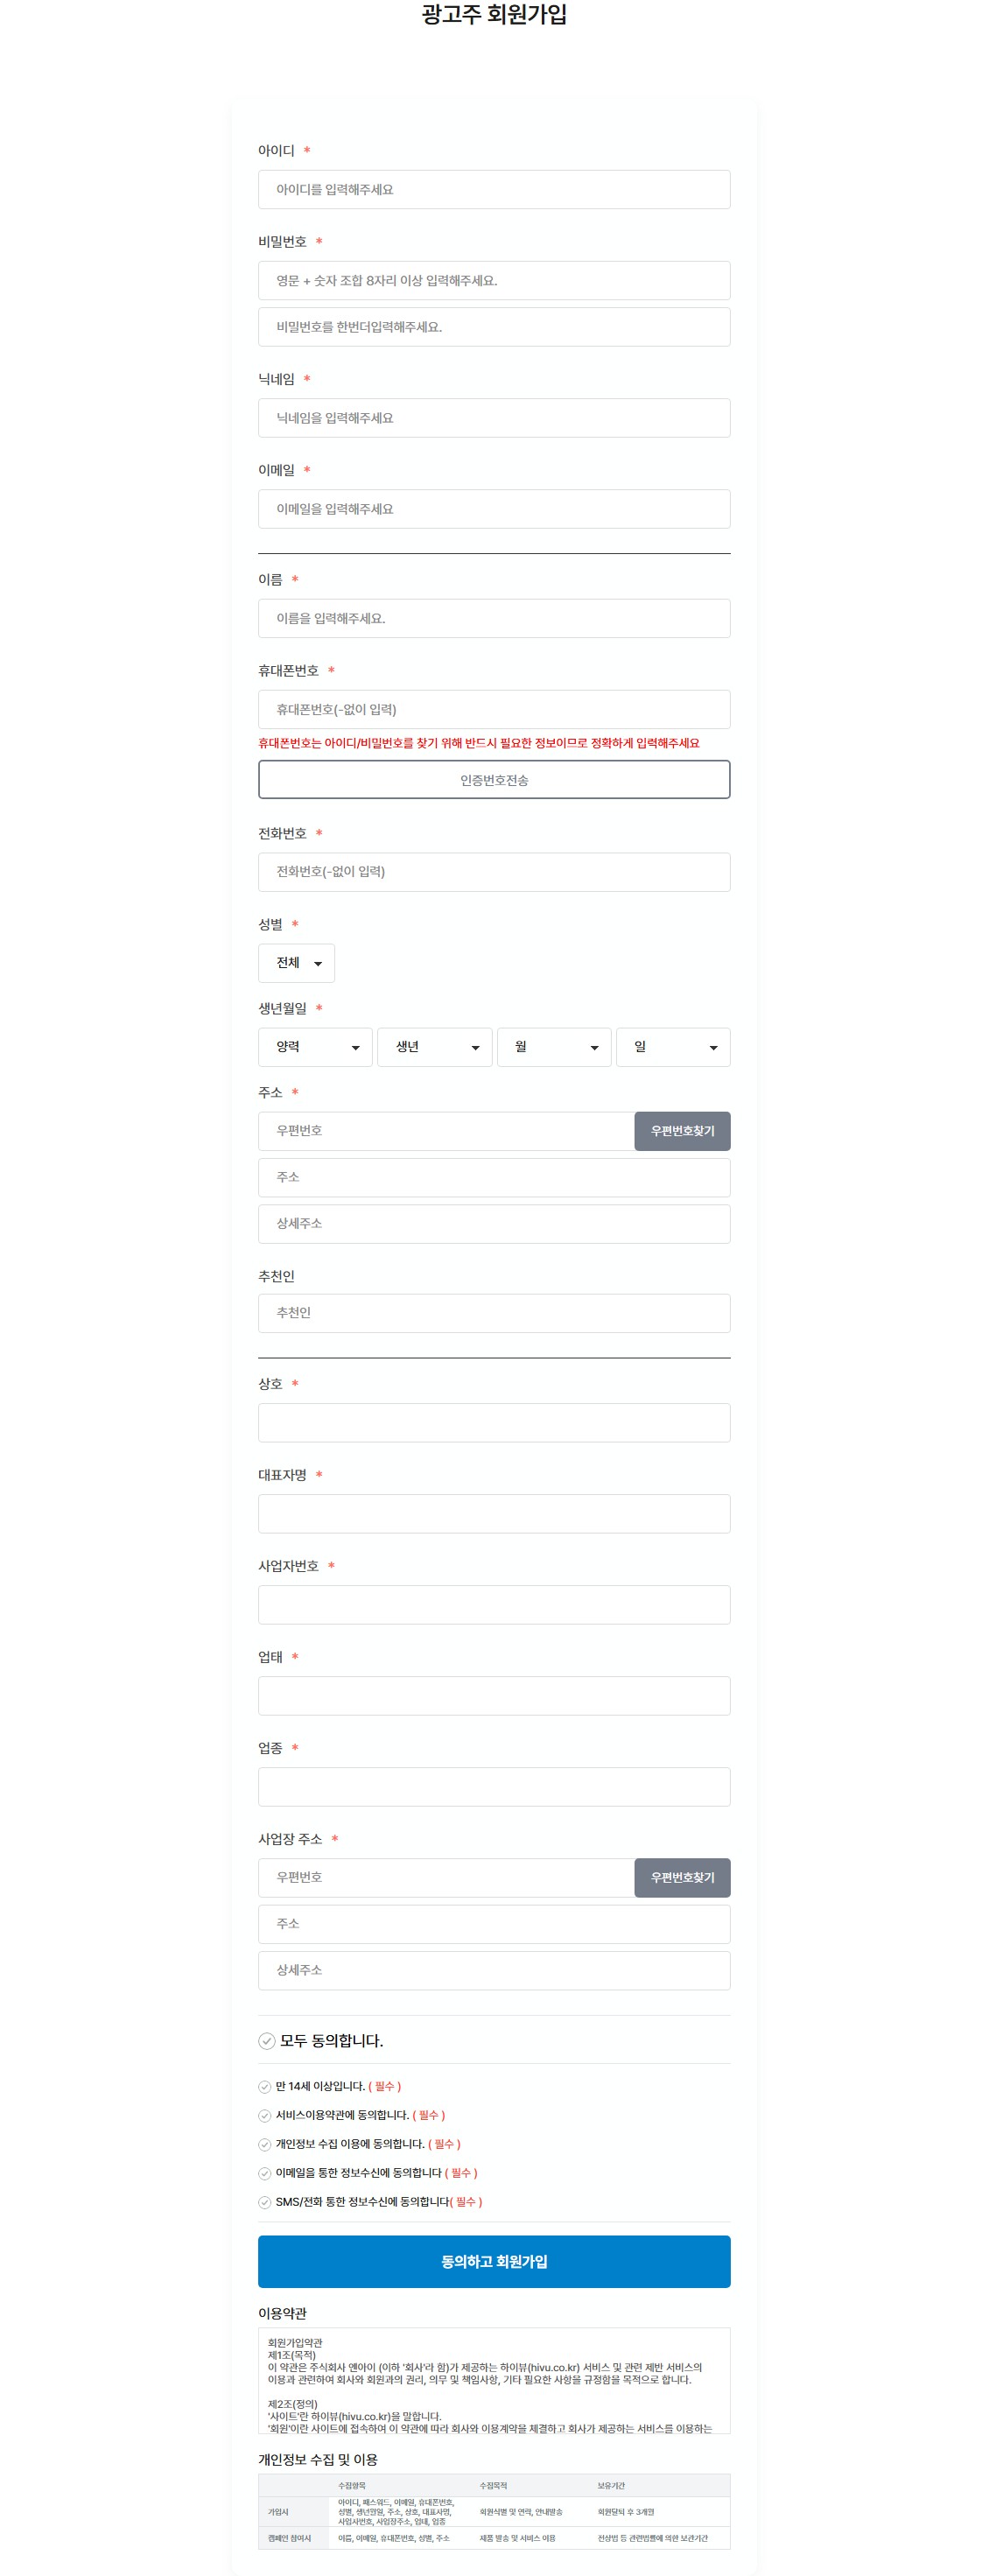 광고주 회원가입
아이디 *
아이디를 입력해주세요
비밀번호 *
영문 + 숫자 조합 8자리 이상 입력해주세요.
비밀번호를 한번더입력해주세요.
닉네임 *
닉네임을 입력해주세요
이메일 *
이메일을 입력해주세요
이름 *
이름을 입력해주세요.
휴대폰번호 *
휴대폰번호(-없이 입력)
휴대폰번호는 아이디/비밀번호를 찾기 위해 반드시 필요한 정보이므로 정확하게 입력해주세요
인증번호전송
전화번호 *
전화번호(-없이 입력)
성별 *
전체
생년월일 *
양력 생년 월 일
주소 *
우편번호 우편번호찾기
주소
상세주소
추천인
추천인
상호 *
대표자명 *
사업자번호 *
업태 *
업종 *
사업장 주소 *
우편번호 우편번호찾기
주소
상세주소
모두 동의합니다.
만 14세 이상입니다. ( 필수 )
서비스이용약관에 동의합니다. ( 필수 )
개인정보 수집 이용에 동의합니다. ( 필수 )
이메일을 통한 정보수신에 동의합니다 ( 필수 )
SMS/전화 통한 정보수신에 동의합니다( 필수 )
동의하고 회원가입
이용약관
회원가입약관
제1조(목적)
이 약관은 주식회사 앤아이 (이하 '회사'라 함)가 제공하는 하이뷰(hivu.co.kr) 서비스 및 관련 제반 서비스의
이용과 관련하여 회사와 회원과의 권리, 의무 및 책임사항, 기타 필요한 사항을 규정함을 목적으로 합니다.
제2조(정의)
'사이트'란 하이뷰(hivu.co.kr)을 말합니다.
'회원'이란 사이트에 접속하여 이 약관에 따라 회사와 이용계약을 체결하고 회사가 제공하는 서비스를 이용하는
개인정보 수집 및 이용
수집항목 수집목적 보유기간
아이디, 패스워드, 이메일, 휴대폰번호,
가입시 성별, 생년월일, 주소, 상호, 대표자명, 회원식별 및 연락, 안내발송 회원탈퇴 후 3개월
사업자번호, 사업장주소, 업태, 업종
캠페인 참여시 이름, 이메일, 휴대폰번호, 성별, 주소 제품 발송 및 서비스 이용 전상법 등 관련법률에 의한 보관기간